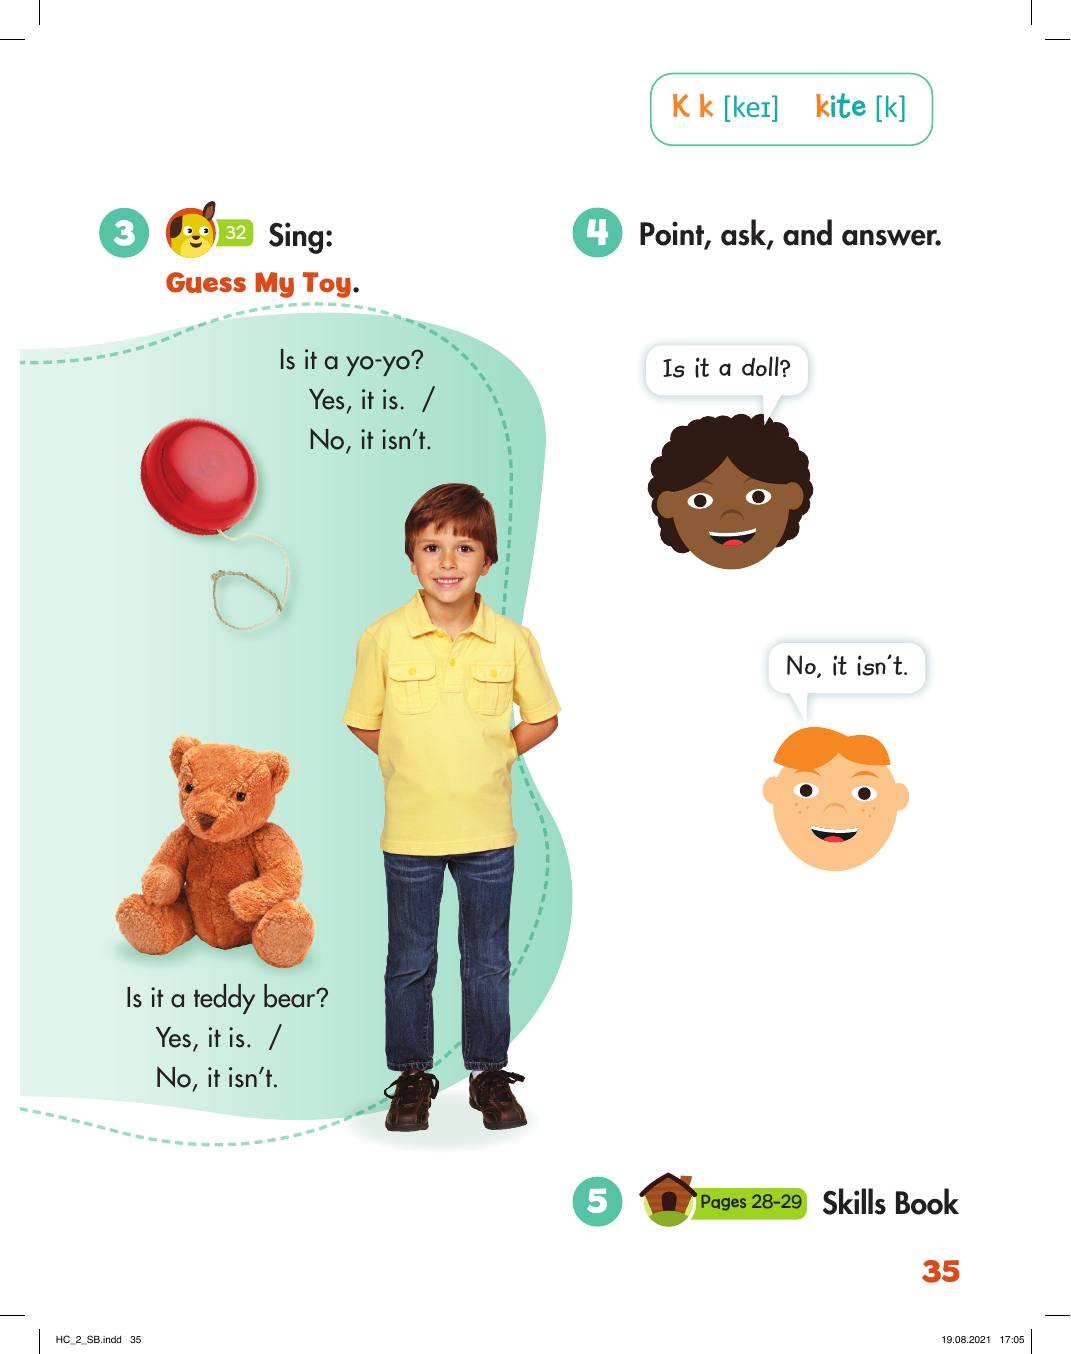 K k [keɪ] kite [k]
3 32 Sing:
Guess My Toy.
Is it a yo-yo?
Yes, it is. /
No, it isn’t.
Is it a teddy bear?
Yes, it is. /
No, it isn’t.
4 Point, ask, and answer.
Is it a doll?
No, it isn’t.
5 Pages 28–29 Skills Book
35
HC_2_SB.indd 35 19.08.2021 17:05